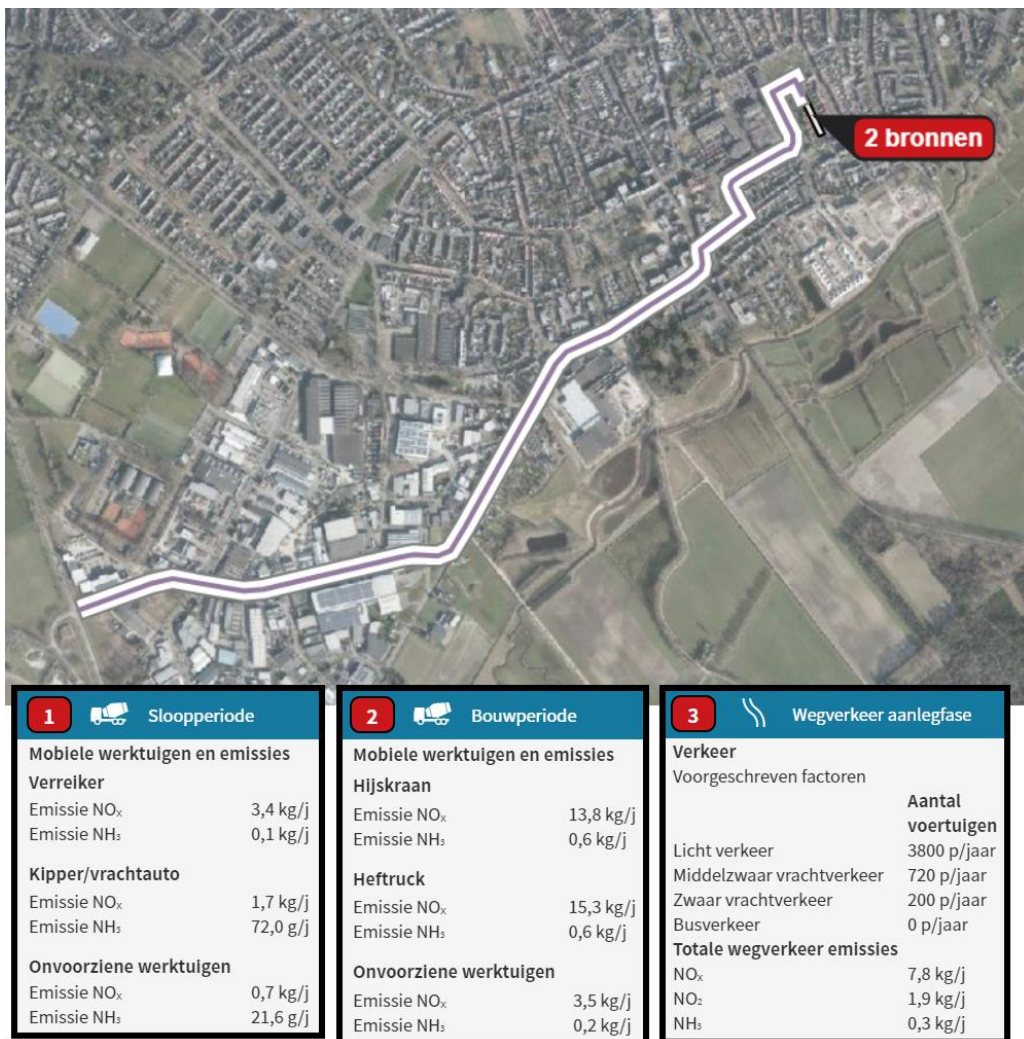 2 bronnen
1 Sloopperiode
Mobiele werktuigen en emissies
Verreiker
Emissie NOₓ 3,4 kg/j
Emissie NH₃ 0,1 kg/j
Kipper/vrachtauto
Emissie NOₓ 1,7 kg/j
Emissie NH₃ 72,0 g/j
Onvoorziene werktuigen
Emissie NOₓ 0,7 kg/j
Emissie NH₃ 21,6 g/j
2 Bouwperiode
Mobiele werktuigen en emissies
Hijskraan
Emissie NOₓ 13,8 kg/j
Emissie NH₃ 0,6 kg/j
Heftruck
Emissie NOₓ 15,3 kg/j
Emissie NH₃ 0,6 kg/j
Onvoorziene werktuigen
Emissie NOₓ 3,5 kg/j
Emissie NH₃ 0,2 kg/j
3 Wegverkeer aanlegfase
Verkeer
Voorgeschreven factoren
Aantal
voertuigen
Licht verkeer 3800 p/jaar
Middelzwaar vrachtverkeer 720 p/jaar
Zwaar vrachtverkeer 200 p/jaar
Busverkeer 0 p/jaar
Totale wegverkeer emissies
NOₓ 7,8 kg/j
NO₂ 1,9 kg/j
NH₃ 0,3 kg/j